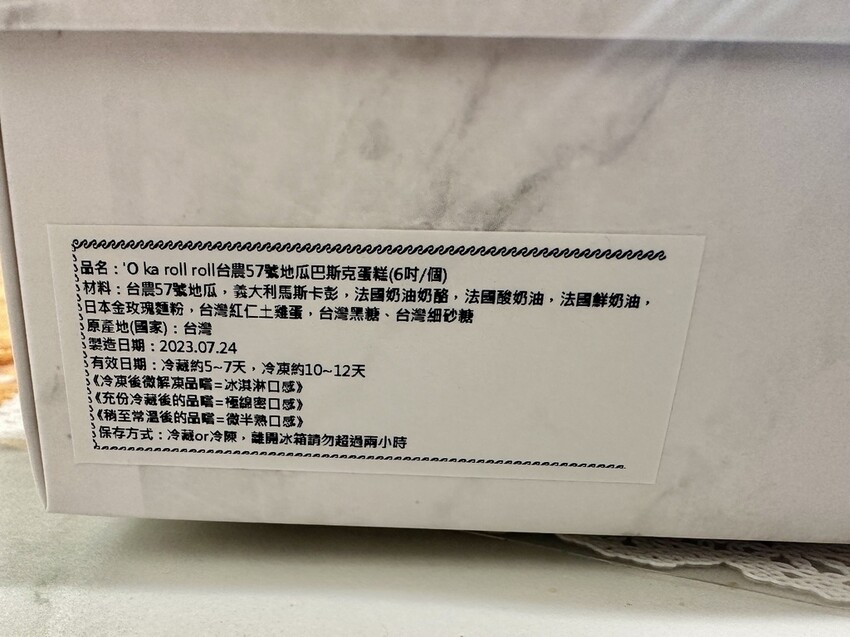 品名：'O ka roll roll台農57號地瓜巴斯克蛋糕(6吋/個)
材料：台農57號地瓜，義大利馬斯卡彭，法國奶油奶酪，法國酸奶油，法國鮮奶油，
日本金玫瑰麵粉，台灣紅仁土雞蛋，台灣黑糖、台灣細砂糖
原產地(國家)：台灣
製造日期：2023.07.24
有效日期：冷藏約5~7天，冷凍約10~12天
《冷凍後微解凍品嚐=冰淇淋口感》
《充份冷藏後的品嚐=極綿密口感》
《稍至常溫後的品嚐=微半熟口感》
保存方式：冷藏or冷陳，離開冰箱請勿超過兩小時